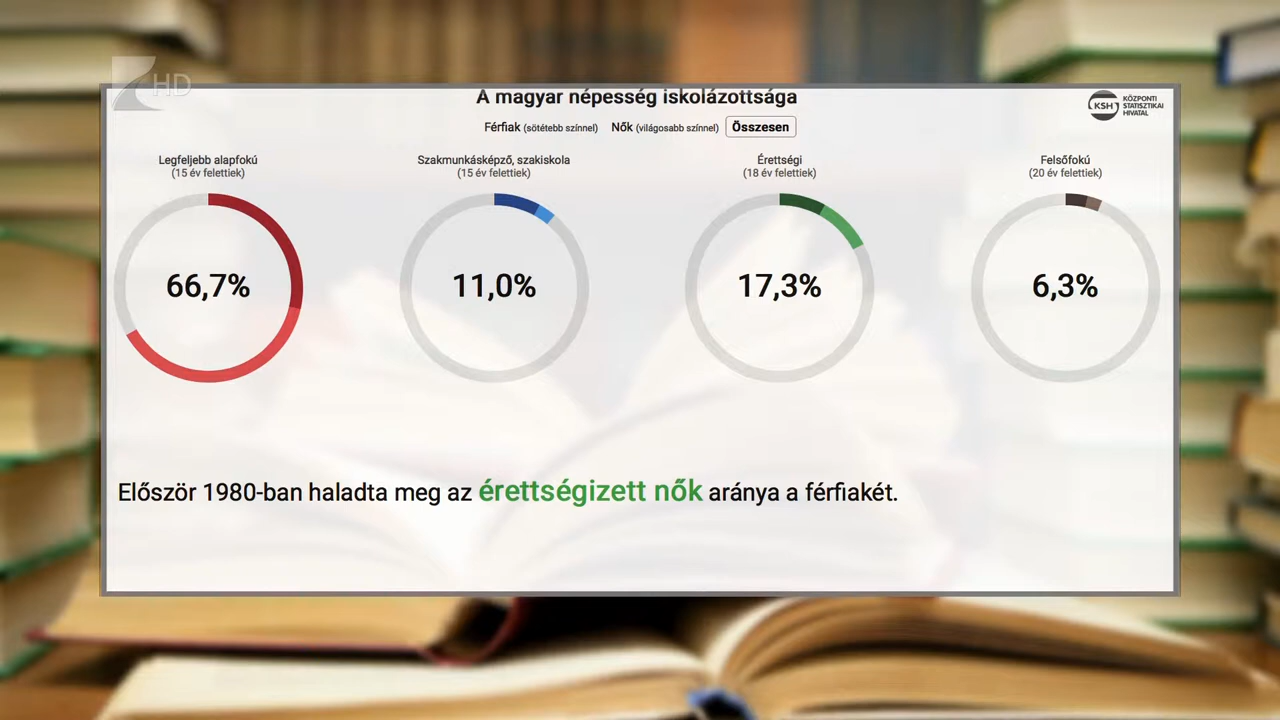 HD
A magyar népesség iskolázottsága
KSH KÖZPONTI
STATISZTIKAI
HIVATAL
Férfiak (sötétebb színnel) Nők (világosabb színnel) Összesen
Legfeljebb alapfokú
(15 év felettiek)
Szakmunkásképző, szakiskola
(15 év felettiek)
Érettségi
(18 év felettiek)
Felsőfokú
(20 év felettiek)
66,7%
11,0%
17,3%
6,3%
Először 1980-ban haladta meg az érettségizett nők aránya a férfiakét.